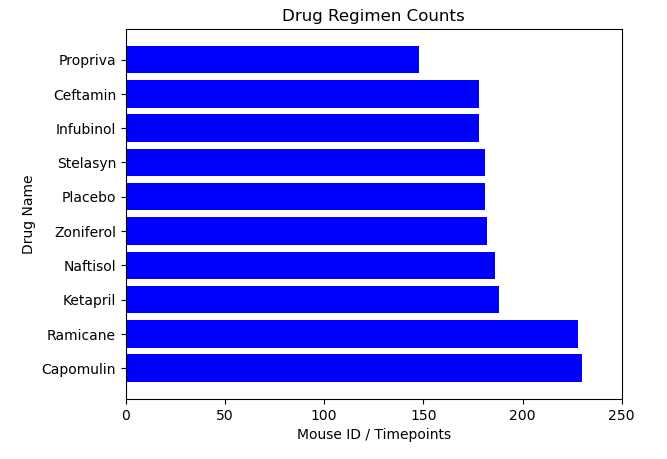 Drug Regimen Counts
Propriva
Ceftamin
Infubinol
Stelasyn
Placebo
Zoniferol
Naftisol
Ketapril
Ramicane
Capomulin
Drug Name
0 50 100 150 200 250
Mouse ID / Timepoints